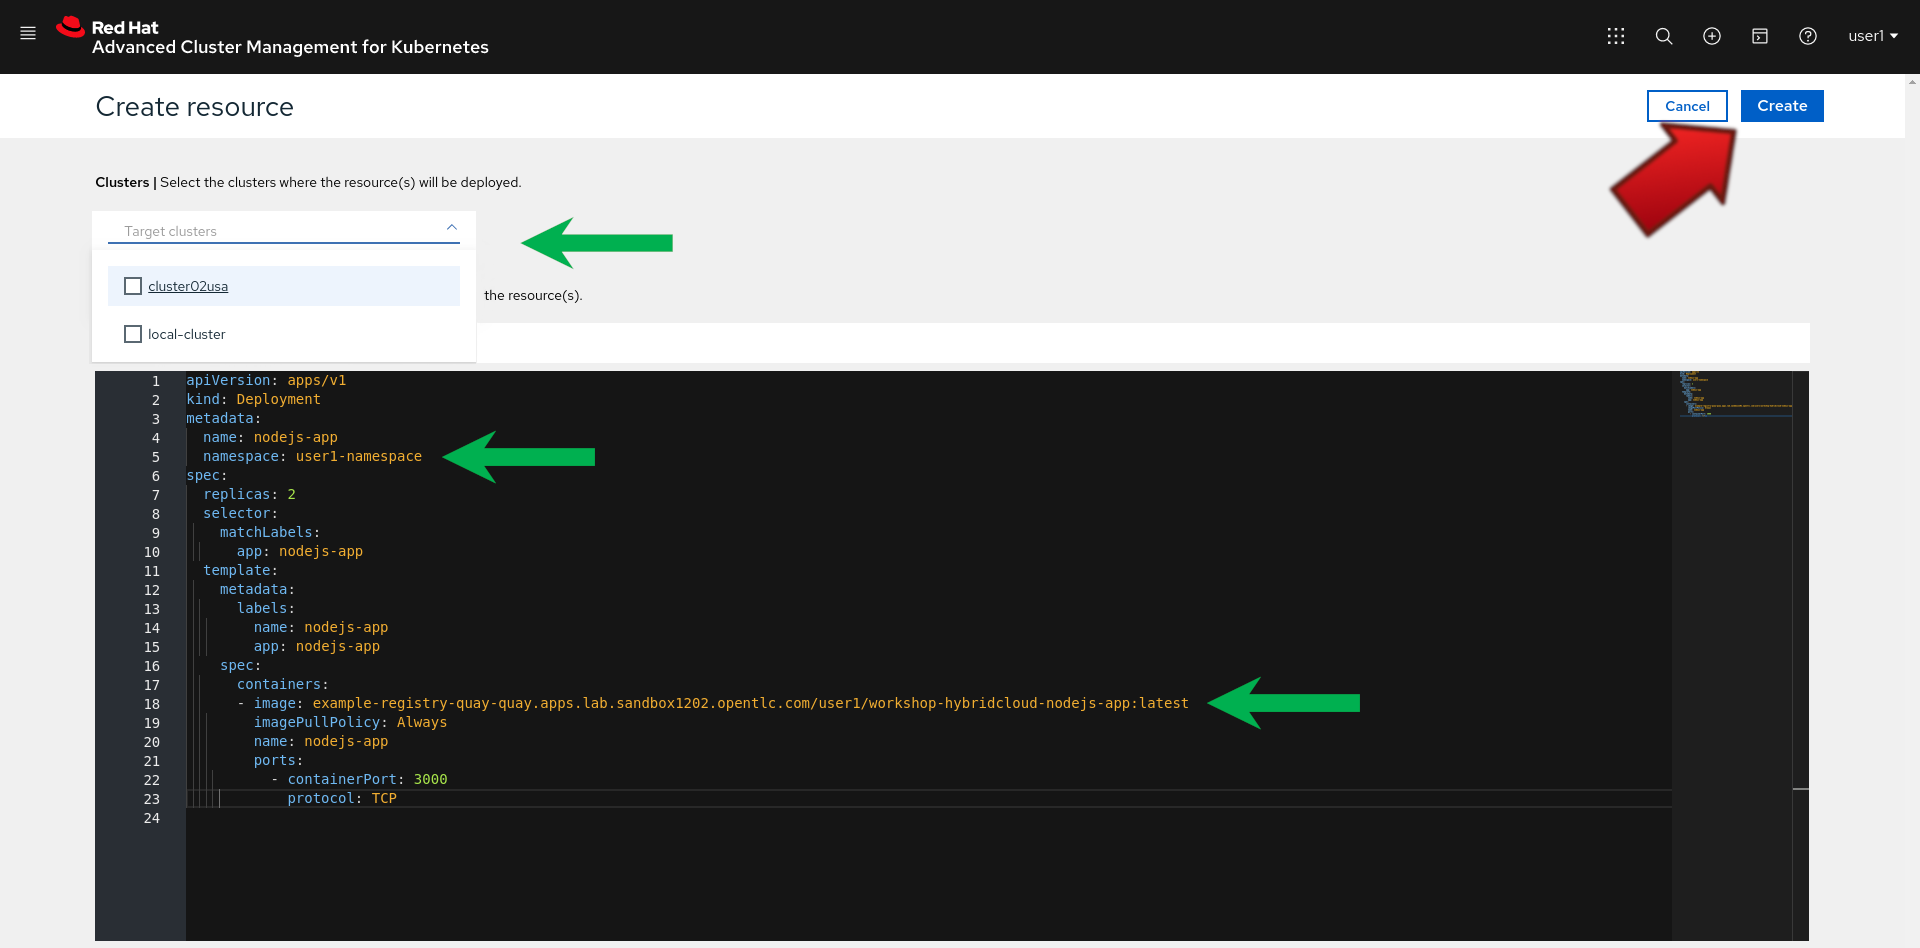 Red Hat
Advanced Cluster Management for Kubernetes
user1
Create resource
Cancel
Create
Clusters | Select the clusters where the resource(s) will be deployed.
Target clusters
cluster02usa
the resource(s).
local-cluster
1 apiVersion: apps/v1
2 kind: Deployment
3 metadata:
4   name: nodejs-app
5   namespace: user1-namespace
6 spec:
7   replicas: 2
8   selector:
9     matchLabels:
10       app: nodejs-app
11   template:
12     metadata:
13       labels:
14         name: nodejs-app
15         app: nodejs-app
16     spec:
17       containers:
18       - image: example-registry-quay-quay.apps.lab.sandbox1202.opentlc.com/user1/workshop-hybridcloud-nodejs-app:latest
19         imagePullPolicy: Always
20         name: nodejs-app
21         ports:
22           - containerPort: 3000
23             protocol: TCP
24